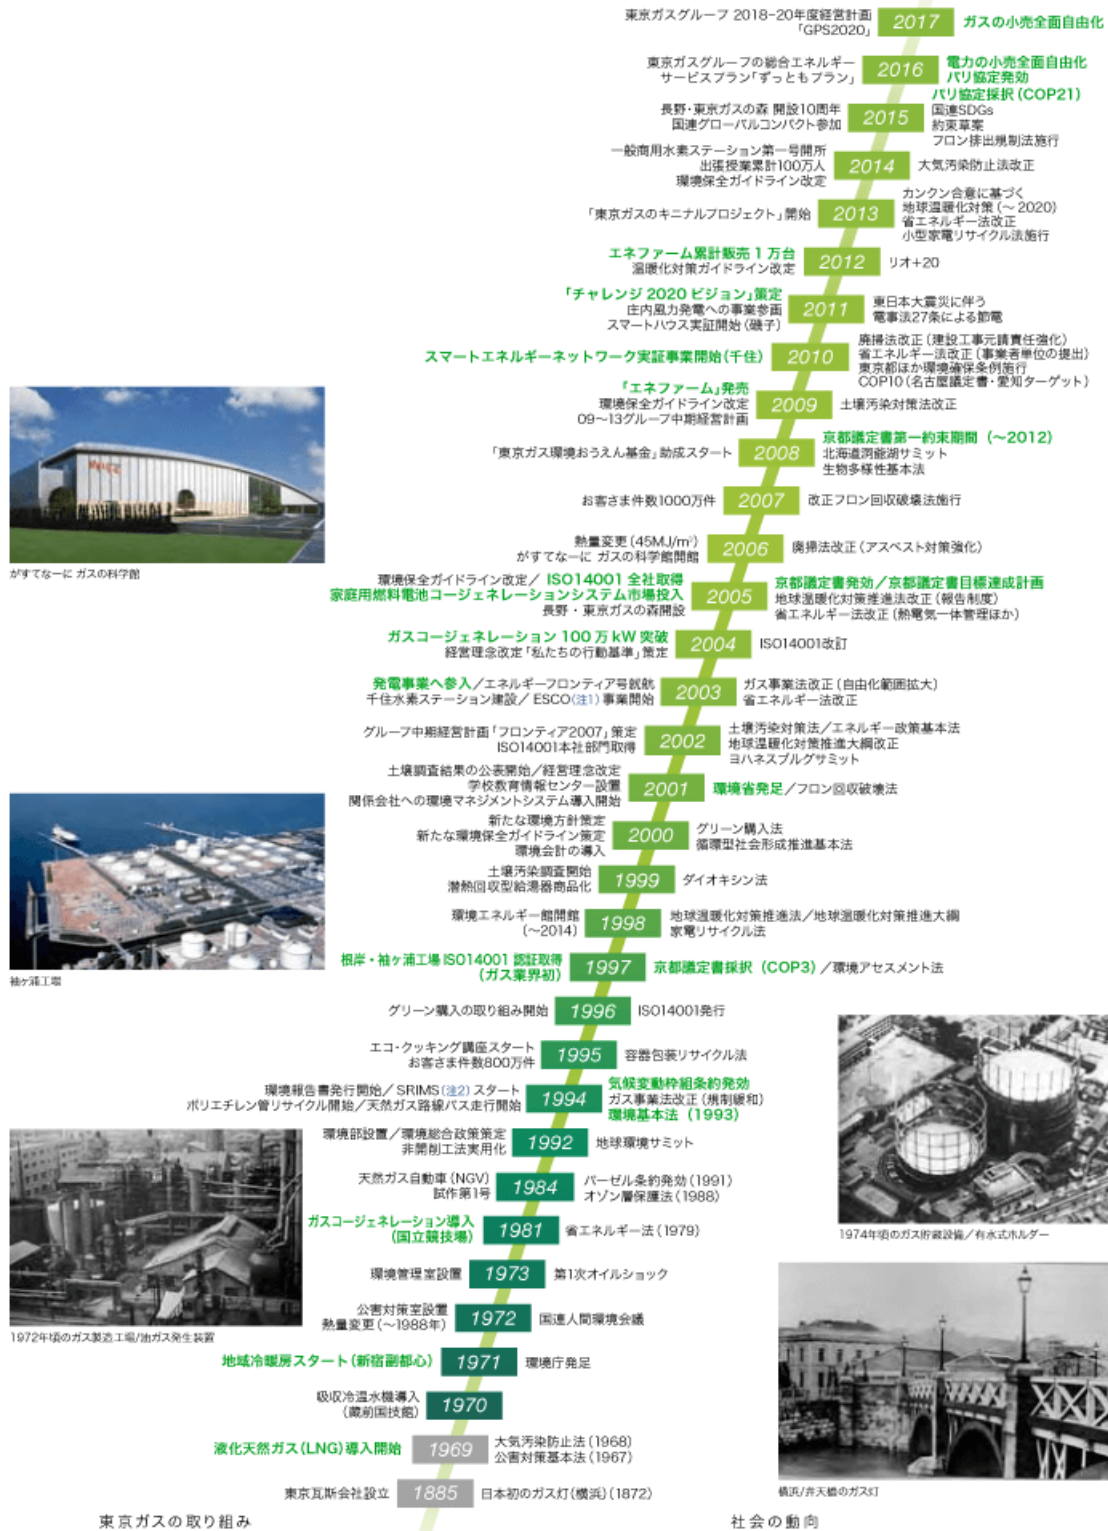 東京ガスグループ 2018-20年度経営計画
「GPS2020」
2017
ガスの小売全面自由化
東京ガスグループの総合エネルギー
サービスプラン「ずっともプラン」
2016
電力の小売全面自由化
パリ協定発効
長野・東京ガスの森 開設10周年
国連グローバルコンパクト参加
2015
パリ協定採択(COP21)
国連SDGs
約束草案
フロン排出規制法施行
一般商用水素ステーション第一号開所
出張授業累計100万人
環境保全ガイドライン改定
2014
大気汚染防止法改正
「東京ガスのキニナルプロジェクト」開始
2013
カンクン合意に基づく
地球温暖化対策(〜2020)
省エネルギー法改正
小型家電リサイクル法施行
エネファーム累計販売1万台
温暖化対策ガイドライン改定
2012
リオ+20
「チャレンジ2020ビジョン」策定
庄内風力発電への事業参画
スマートハウス実証開始(磯子)
2011
東日本大震災に伴う
電事法27条による節電
スマートエネルギーネットワーク実証事業開始(千住)
2010
廃掃法改正(建設工事元請責任強化)
省エネルギー法改正(事業者単位の提出)
東京都ほか環境確保条例施行
COP10(名古屋議定書・愛知ターゲット)
「エネファーム」発売
環境保全ガイドライン改定
09〜13グループ中期経営計画
2009
土壌汚染対策法改正
「東京ガス環境おうえん基金」助成スタート
2008
京都議定書第一約束期間(〜2012)
北海道洞爺湖サミット
生物多様性基本法
お客さま件数1000万件
2007
改正フロン回収破壊法施行
熱量変更(45MJ/m³)
がすてなーに ガスの科学館開館
2006
廃掃法改正(アスベスト対策強化)
がすてなーに ガスの科学館
環境保全ガイドライン改定/ISO14001 全社取得
家庭用燃料電池コージェネレーションシステム市場投入
長野・東京ガスの森開設
2005
京都議定書発効/京都議定書目標達成計画
地球温暖化対策推進法改正(報告制度)
省エネルギー法改正(熱電気一体管理ほか)
ガスコージェネレーション100万kW突破
経営理念改定「私たちの行動基準」策定
2004
ISO14001改訂
発電事業へ参入/エネルギーフロンティア号就航
千住水素ステーション建設/ESCO(注1)事業開始
2003
ガス事業法改正(自由化範囲拡大)
省エネルギー法改正
グループ中期経営計画「フロンティア2007」策定
ISO14001本社部門取得
2002
土壌汚染対策法/エネルギー政策基本法
地球温暖化対策推進大綱改正
ヨハネスブルグサミット
土壌調査結果の公表開始/経営理念改定
学校教育情報センター設置
関係会社への環境マネジメントシステム導入開始
2001
環境省発足/フロン回収破壊法
新たな環境方針策定
新たな環境保全ガイドライン策定
環境会計の導入
2000
グリーン購入法
循環型社会形成推進基本法
土壌汚染調査開始
潜熱回収型給湯器商品化
1999
ダイオキシン法
環境エネルギー館開館
(〜2014)
1998
地球温暖化対策推進法/地球温暖化対策推進大綱
家電リサイクル法
袖ケ浦工場
根岸・袖ケ浦工場ISO14001認証取得
(ガス業界初)
1997
京都議定書採択(COP3)/環境アセスメント法
グリーン購入の取り組み開始
1996
ISO14001発行
エコ・クッキング講座スタート
お客さま件数800万件
1995
容器包装リサイクル法
環境報告書発行開始/SRIMS(注2)スタート
ポリエチレン管リサイクル開始/天然ガス路線バス走行開始
1994
気候変動枠組条約発効
ガス事業法改正(規制緩和)
環境基本法(1993)
環境部設置/環境総合政策策定
非開削工法実用化
1992
地球環境サミット
天然ガス自動車(NGV)
試作第1号
1984
バーゼル条約発効(1991)
オゾン層保護法(1988)
ガスコージェネレーション導入
(国立競技場)
1981
省エネルギー法(1979)
1974年頃のガス貯蔵設備/有水式ホルダー
環境管理室設置
1973
第1次オイルショック
公害対策室設置
熱量変更(〜1988年)
1972
国連人間環境会議
1972年頃のガス製造工場/油ガス発生装置
地域冷暖房スタート(新宿副都心)
1971
環境庁発足
吸収冷温水機導入
(蔵前国技館)
1970
液化天然ガス(LNG)導入開始
1969
大気汚染防止法(1968)
公害対策基本法(1967)
東京瓦斯会社設立
1885
日本初のガス灯(横浜)(1872)
横浜/弁天橋のガス灯
東京ガスの取り組み
社会の動向